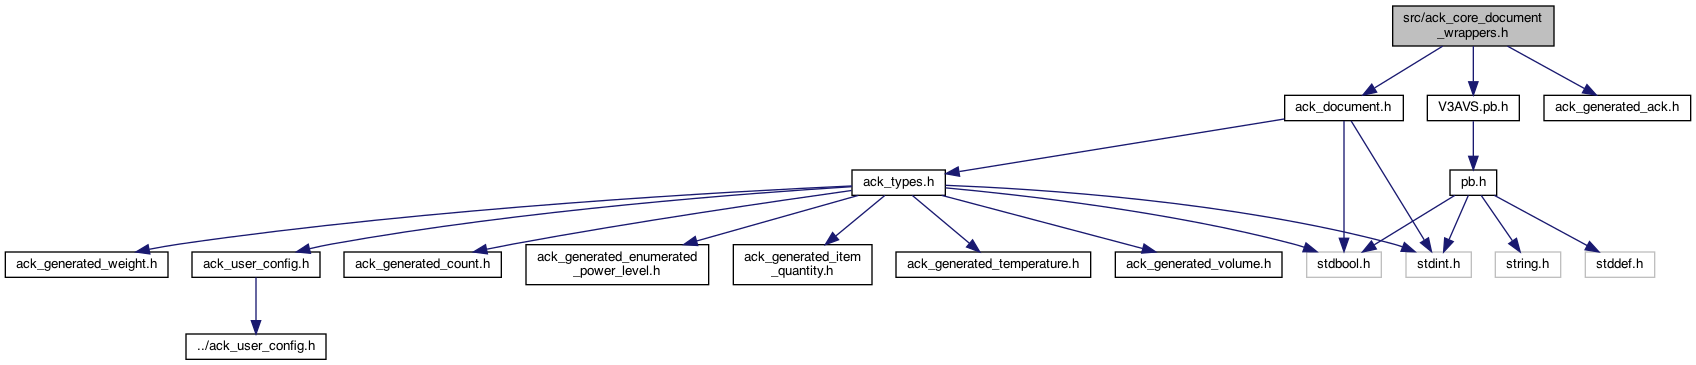 src/ack_core_document
_wrappers.h
ack_document.h
V3AVS.pb.h
ack_generated_ack.h
ack_types.h
pb.h
ack_generated_weight.h
ack_user_config.h
ack_generated_count.h
ack_generated_enumerated
_power_level.h
ack_generated_item
_quantity.h
ack_generated_temperature.h
ack_generated_volume.h
stdbool.h
stdint.h
string.h
stddef.h
../ack_user_config.h